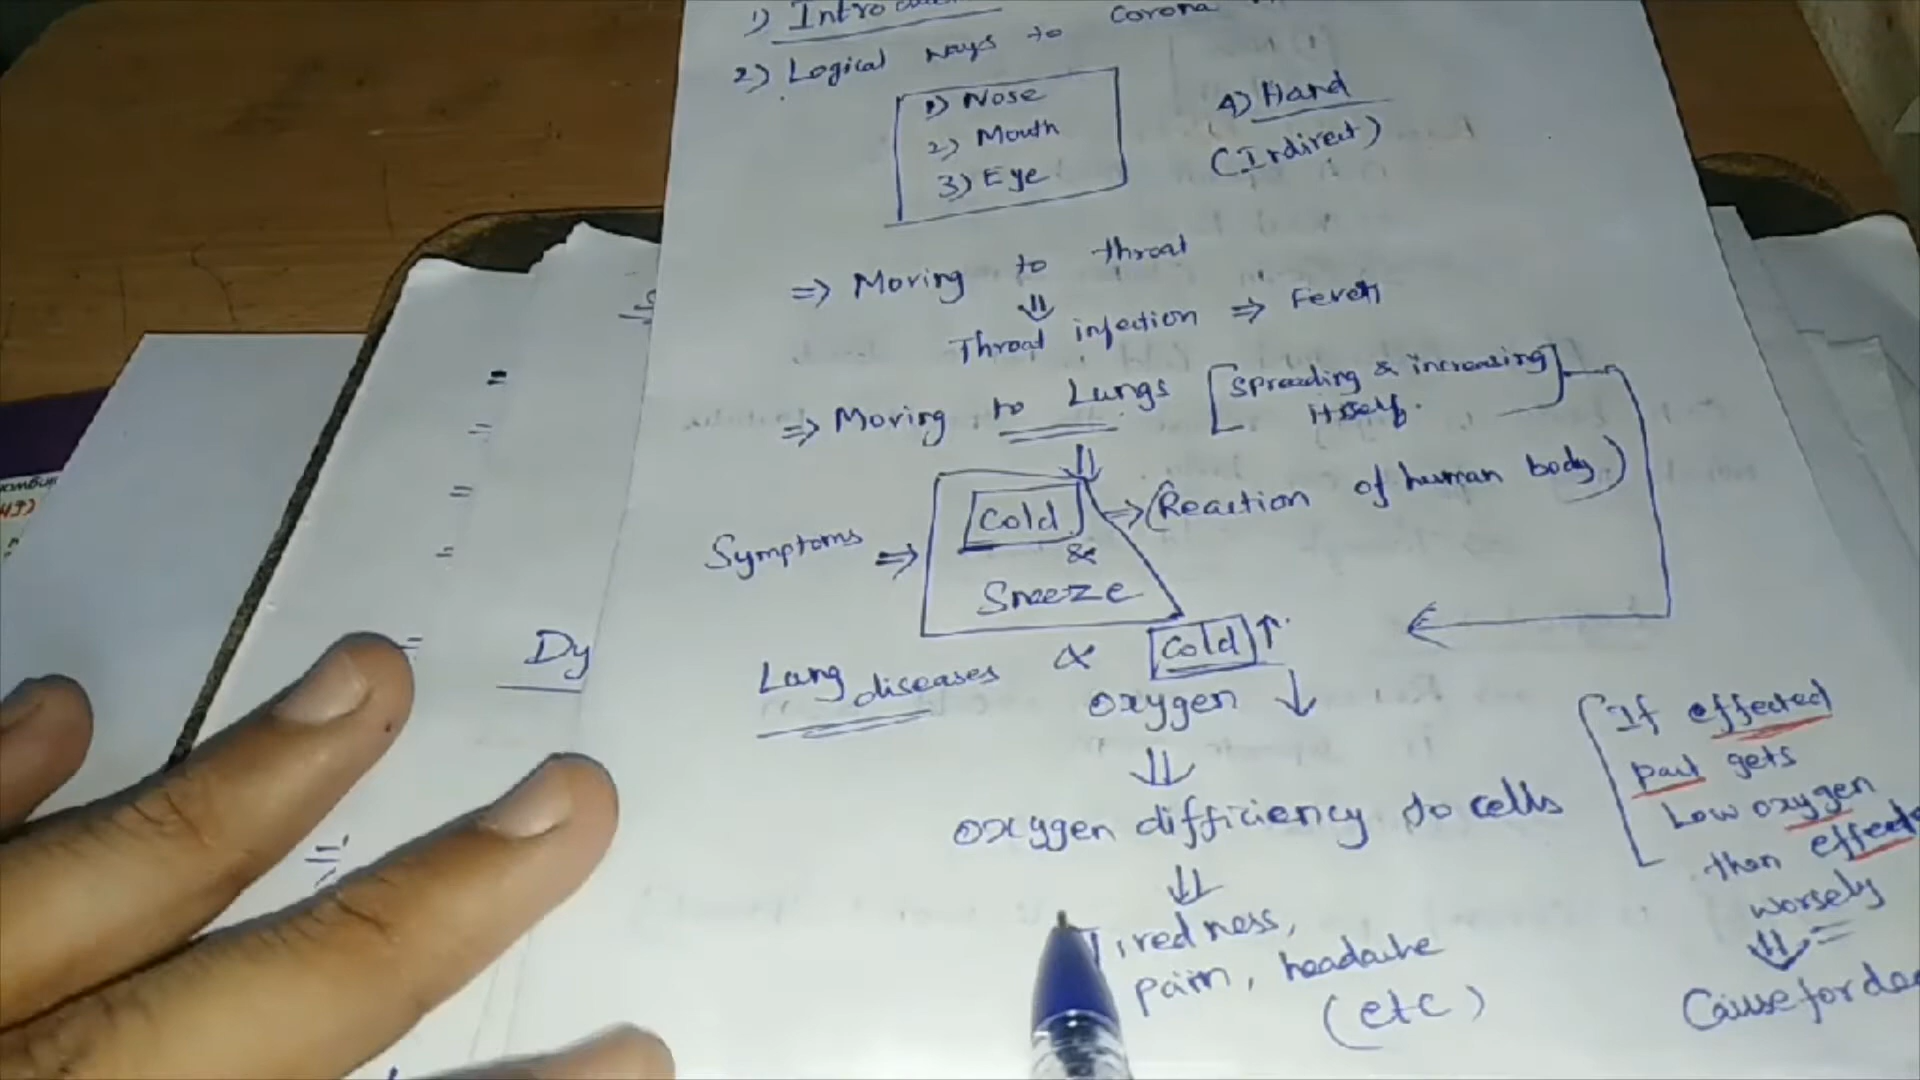 1)
2) Logical ways to Corona
1) Nose
2) Mouth
3) Eye
4) Hand
(Indirect)
=> Moving to throat
Throat infection => Fever
=> Moving to Lungs [Spreading & increasing
itself.]
Symptoms => Cold => (Reaction of human body)
&
Sneeze
Lung diseases & Cold ↑
oxygen ↓
oxygen difficiency to cells
Tiredness,
pain, headache
(etc)
If effected
part gets
Low oxygen
then
worsely
Cause for
Dy